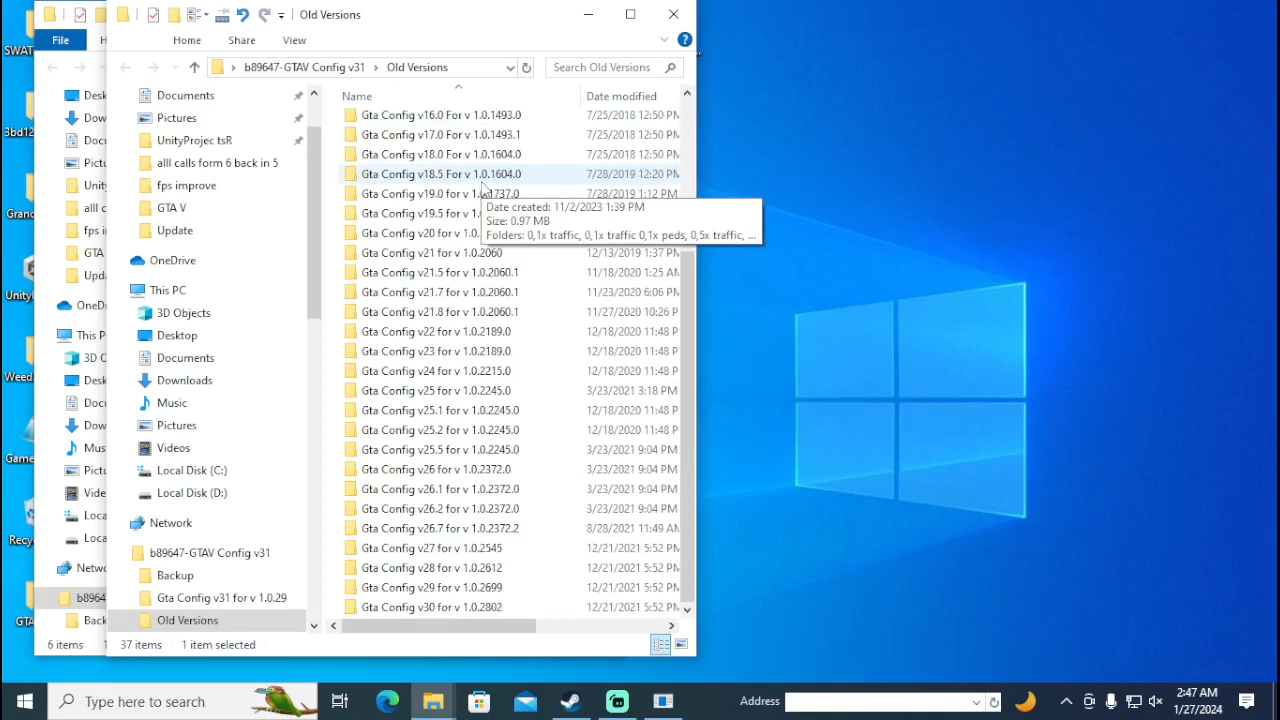 Old Versions
File
H
Home
Share
View
b89647-GTAV Config v31
Old Versions
Search Old Versions
SWAT
3bd12
Grand
Unityl
Weed
Game
Recyc
GTA
Desk
Dow
Docu
Pictu
Unity
all c
fps i
GTA
Upda
OneDr
This P
3D O
Desk
Docu
Dow
Musi
Pictu
Vide
Loca
Loca
Netwo
b8964
Back
6 items
Documents
Pictures
UnityProjec tsR
alll calls form 6 back in 5
fps improve
GTA V
Update
OneDrive
This PC
3D Objects
Desktop
Documents
Downloads
Music
Pictures
Videos
Local Disk (C:)
Local Disk (D:)
Network
b89647-GTAV Config v31
Backup
Gta Config v31 for v 1.0.29
Old Versions
Name
Date modified
Gta Config v16.0 For v 1.0.1493.0 7/25/2018 12:50 PM
Gta Config v17.0 For v 1.0.1493.1 7/25/2018 12:50 PM
Gta Config v18.0 For v 1.0.1604.0 7/25/2018 12:50 PM
Gta Config v18.5 For v 1.0.1604.0 7/28/2019 12:20 PM
Gta Config v19.0 for v 1.0.1737.0 7/28/2019 1:12 PM
Gta Config v19.5 for v 1.
Gta Config v20 for v 1.0.
Gta Config v21 for v 1.0.2060 12/13/2019 1:37 PM
Gta Config v21.5 for v 1.0.2060.1 11/18/2020 1:25 AM
Gta Config v21.7 for v 1.0.2060.1 11/23/2020 6:06 PM
Gta Config v21.8 for v 1.0.2060.1 11/27/2020 10:26 P
Gta Config v22 for v 1.0.2189.0 12/18/2020 11:48 P
Gta Config v23 for v 1.0.2189.0 12/18/2020 11:48 P
Gta Config v24 for v 1.0.2215.0 12/18/2020 11:48 P
Gta Config v25 for v 1.0.2245.0 3/23/2021 3:18 PM
Gta Config v25.1 for v 1.0.2245.0 12/18/2020 11:48 P
Gta Config v25.2 for v 1.0.2245.0 12/18/2020 11:48 P
Gta Config v25.5 for v 1.0.2245.0 3/23/2021 9:04 PM
Gta Config v26 for v 1.0.2372.0 3/23/2021 9:04 PM
Gta Config v26.1 for v 1.0.2372.0 3/23/2021 9:04 PM
Gta Config v26.2 for v 1.0.2372.0 3/23/2021 9:04 PM
Gta Config v26.7 for v 1.0.2372.2 8/28/2021 11:49 AM
Gta Config v27 for v 1.0.2545 12/21/2021 5:52 PM
Gta Config v28 for v 1.0.2612 12/21/2021 5:52 PM
Gta Config v29 for v 1.0.2699 12/21/2021 5:52 PM
Gta Config v30 for v 1.0.2802 12/21/2021 5:52 PM
Date created: 11/2/2023 1:39 PM
Size: 0.97 MB
Folders: 0,1x traffic, 0,1x traffic 0,1x peds, 0,5x traffic, ...
37 items
1 item selected
Type here to search
Address
2:47 AM
1/27/2024